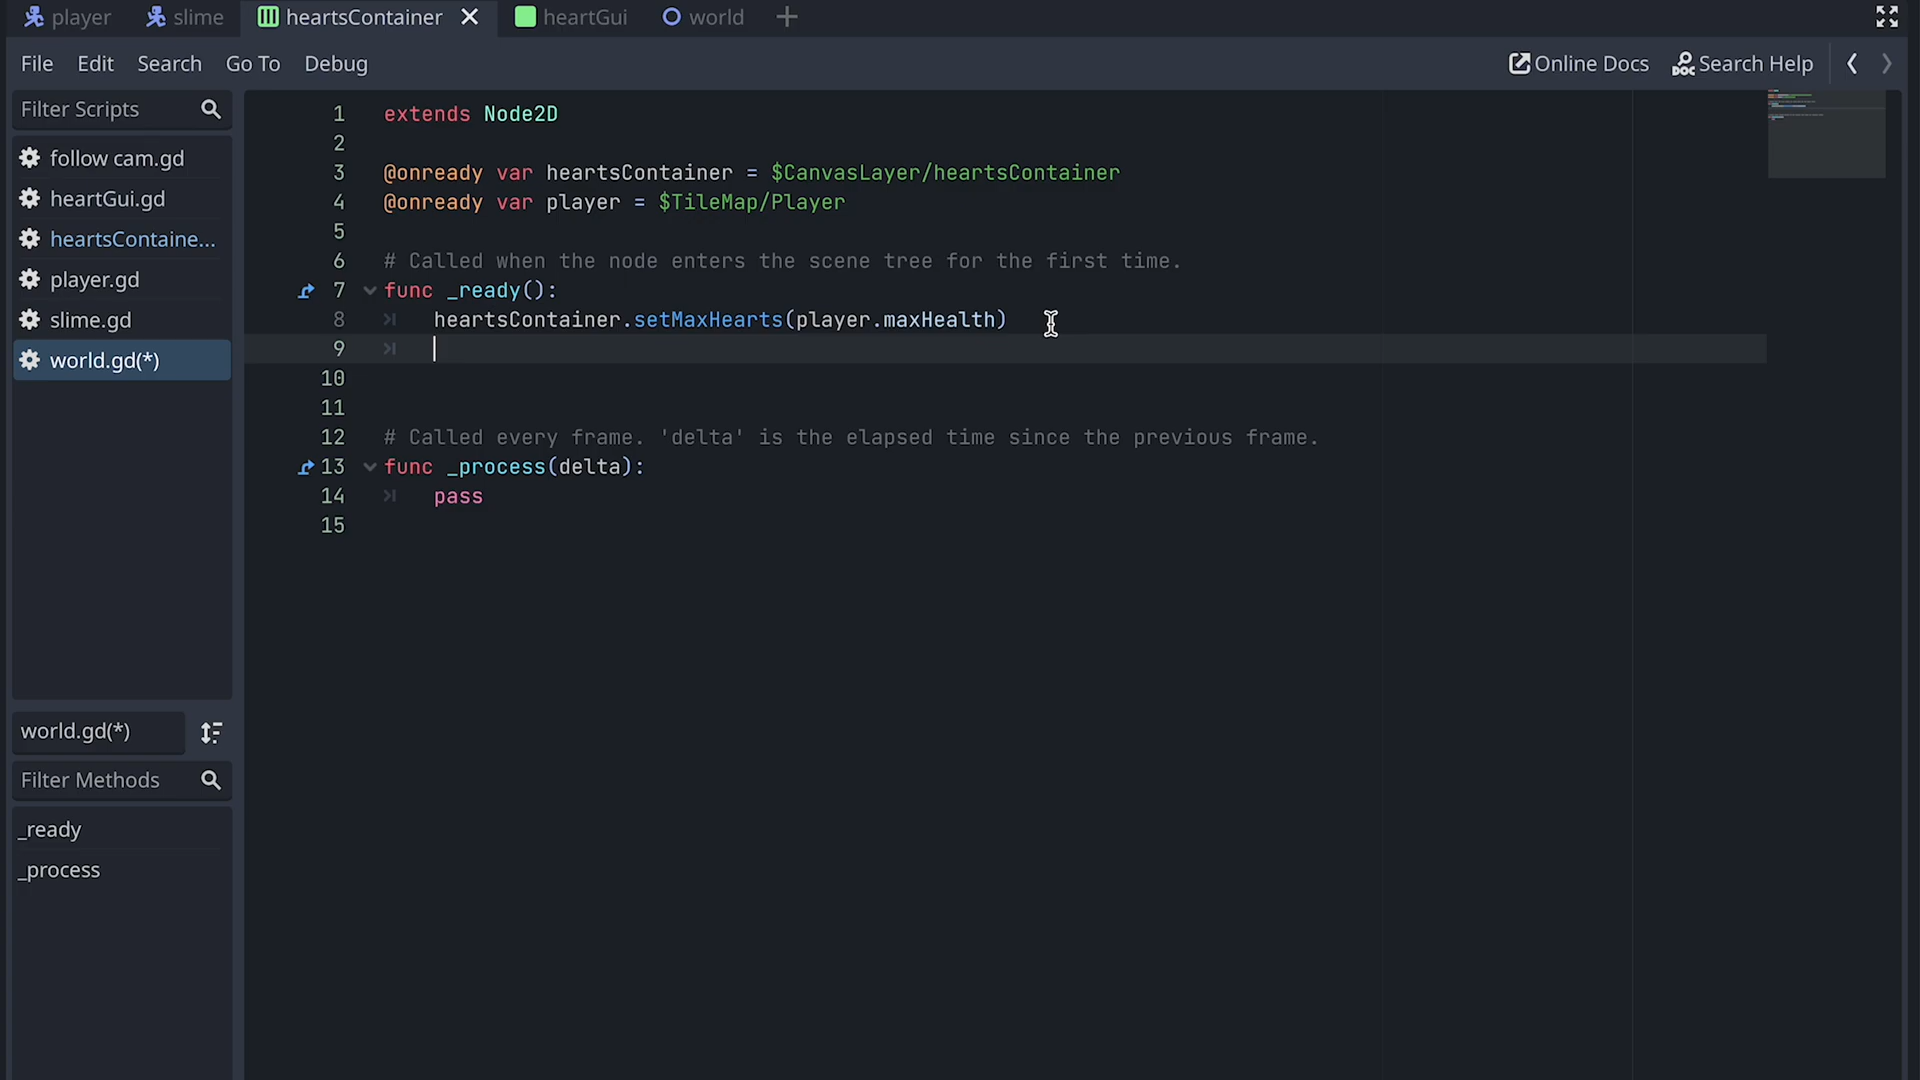 player slime heartsContainer heartGui world
File Edit Search Go To Debug Online Docs DOC Search Help
Filter Scripts
follow cam.gd
heartGui.gd
heartsContaine...
player.gd
slime.gd
world.gd(*)
world.gd(*)
Filter Methods
_ready
_process
1 extends Node2D
2
3 @onready var heartsContainer = $CanvasLayer/heartsContainer
4 @onready var player = $TileMap/Player
5
6 # Called when the node enters the scene tree for the first time.
7 func _ready():
8 heartsContainer.setMaxHearts(player.maxHealth)
9
10
11
12 # Called every frame. 'delta' is the elapsed time since the previous frame.
13 func _process(delta):
14 pass
15